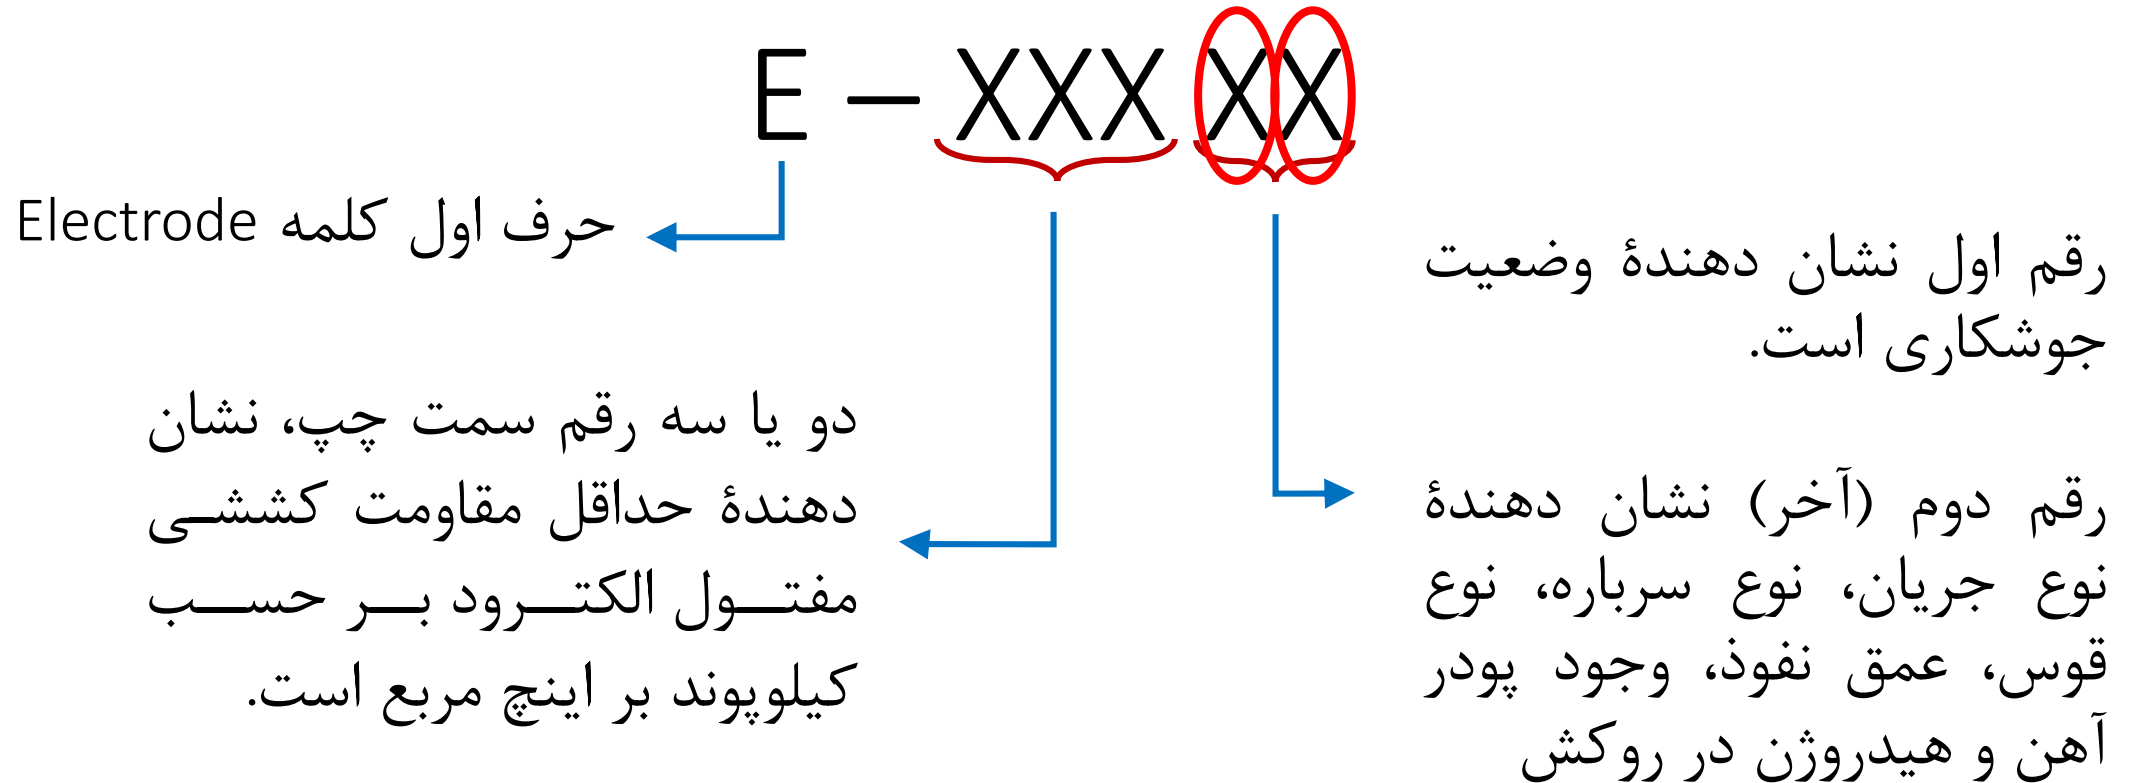 E – XXX XX
حرف اول کلمه Electrode
دو یا سه رقم سمت چپ، نشان
دهندهٔ حداقل مقاومت کششی
مفتول الکترود بر حسب
کیلوپوند بر اینچ مربع است.
رقم اول نشان دهندهٔ وضعیت
جوشکاری است.
رقم دوم (آخر) نشان دهندهٔ
نوع جریان، نوع سرباره، نوع
قوس، عمق نفوذ، وجود پودر
آهن و هیدروژن در روکش